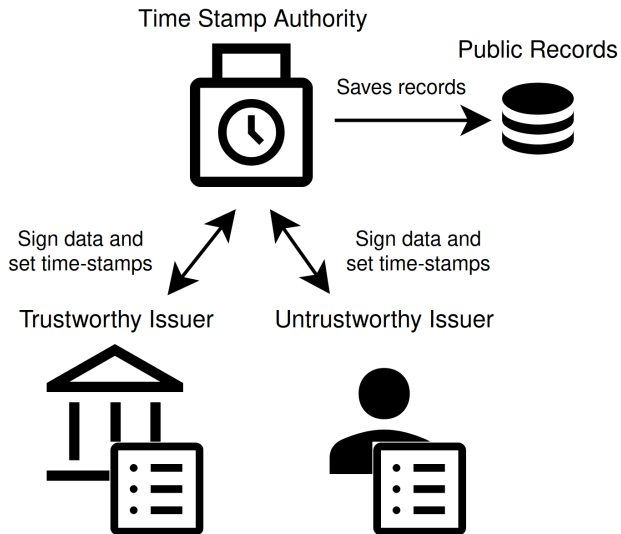 Time Stamp Authority
Public Records
Saves records
Sign data and
set time-stamps
Sign data and
set time-stamps
Trustworthy Issuer
Untrustworthy Issuer